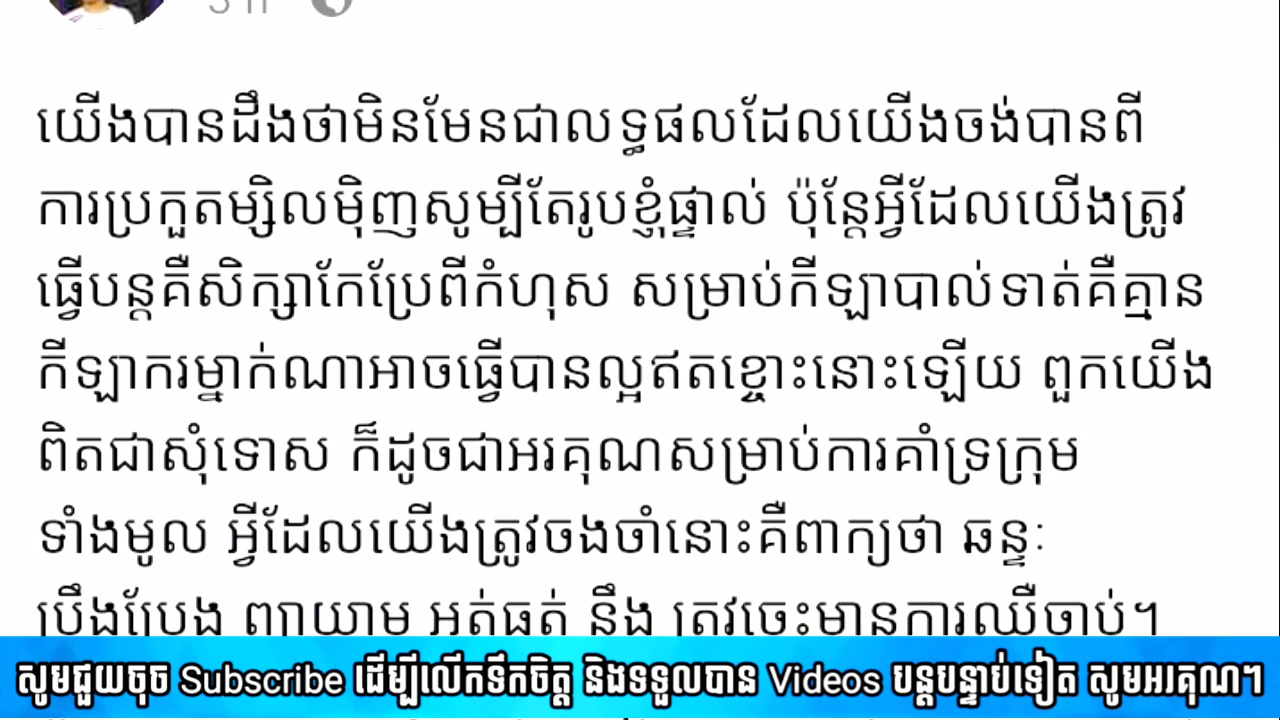 3 ຕ
យើងបានដឹងថាមិនមែនជាលទ្ធផលដែលយើងចង់បានពី
ការប្រកួតម្សិលម៉ិញសូម្បីតែរូបខ្ញុំផ្ទាល់ ប៉ុន្តែអ្វីដែលយើងត្រូវ
ធ្វើបន្តគឺសិក្សាកែប្រែពីកំហុស សម្រាប់កីឡាបាល់ទាត់គឺគ្មាន
កីឡាករម្នាក់ណាអាចធ្វើបានល្អឥតខ្ចោះនោះឡើយ ពួកយើង
ពិតជាសុំទោស ក៏ដូចជាអរគុណសម្រាប់ការគាំទ្រក្រុម
ទាំងមូល អ្វីដែលយើងត្រូវចងចាំនោះគឺពាក្យថា ឆន្ទៈ
ប្រឹងប្រែង ព្យាយាម អត់ធ្មត់ នឹង ត្រូវចេះមានការឈឺចាប់។
សូមជួយចុច Subscribe ដើម្បីលើកទឹកចិត្ត និងទទួលបាន Videos បន្តបន្ទាប់ទៀត សូមអរគុណ។